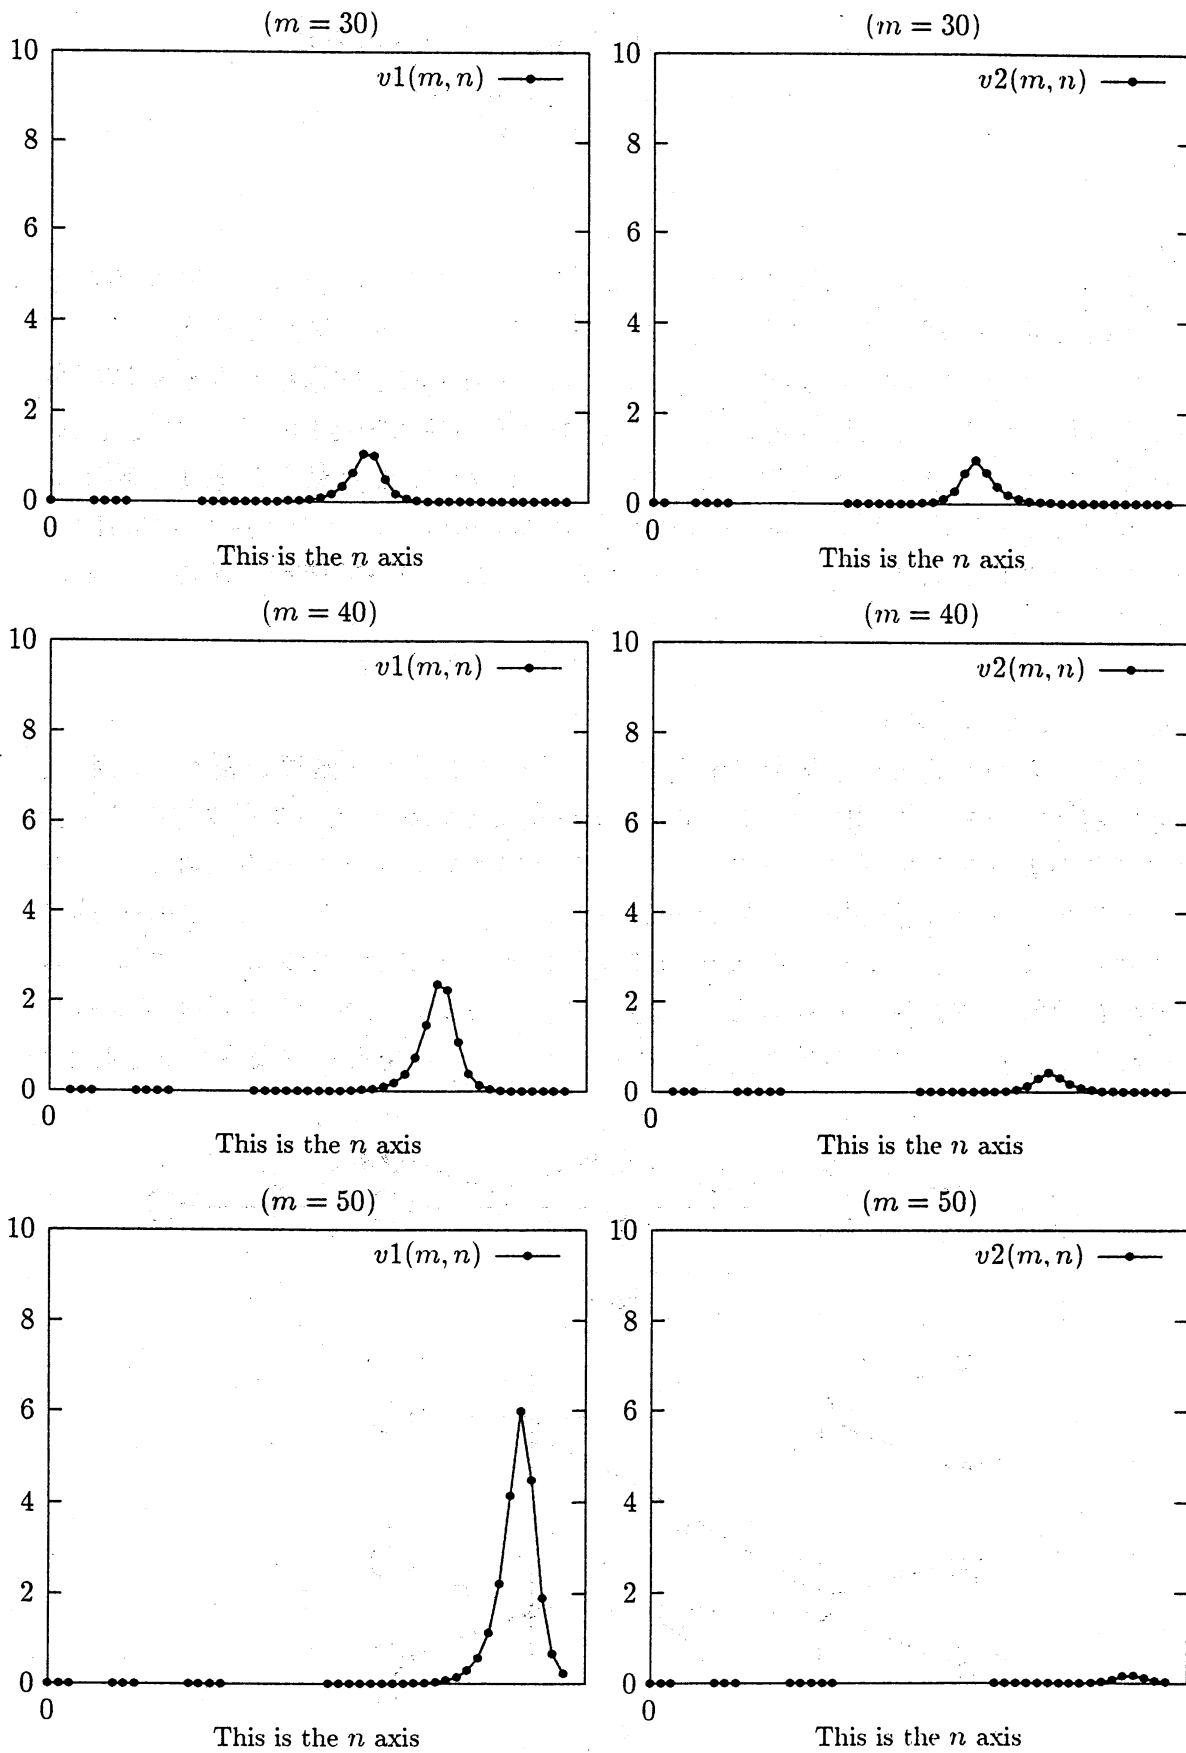 (m = 30)
10
v1(m, n)
8
6
4
2
0
0
This is the n axis
(m = 30)
10
v2(m, n)
8
6
4
2
0
0
This is the n axis
(m = 40)
10
v1(m, n)
8
6
4
2
0
0
This is the n axis
(m = 40)
10
v2(m, n)
8
6
4
2
0
0
This is the n axis
(m = 50)
10
v1(m, n)
8
6
4
2
0
0
This is the n axis
(m = 50)
10
v2(m, n)
8
6
4
2
0
0
This is the n axis